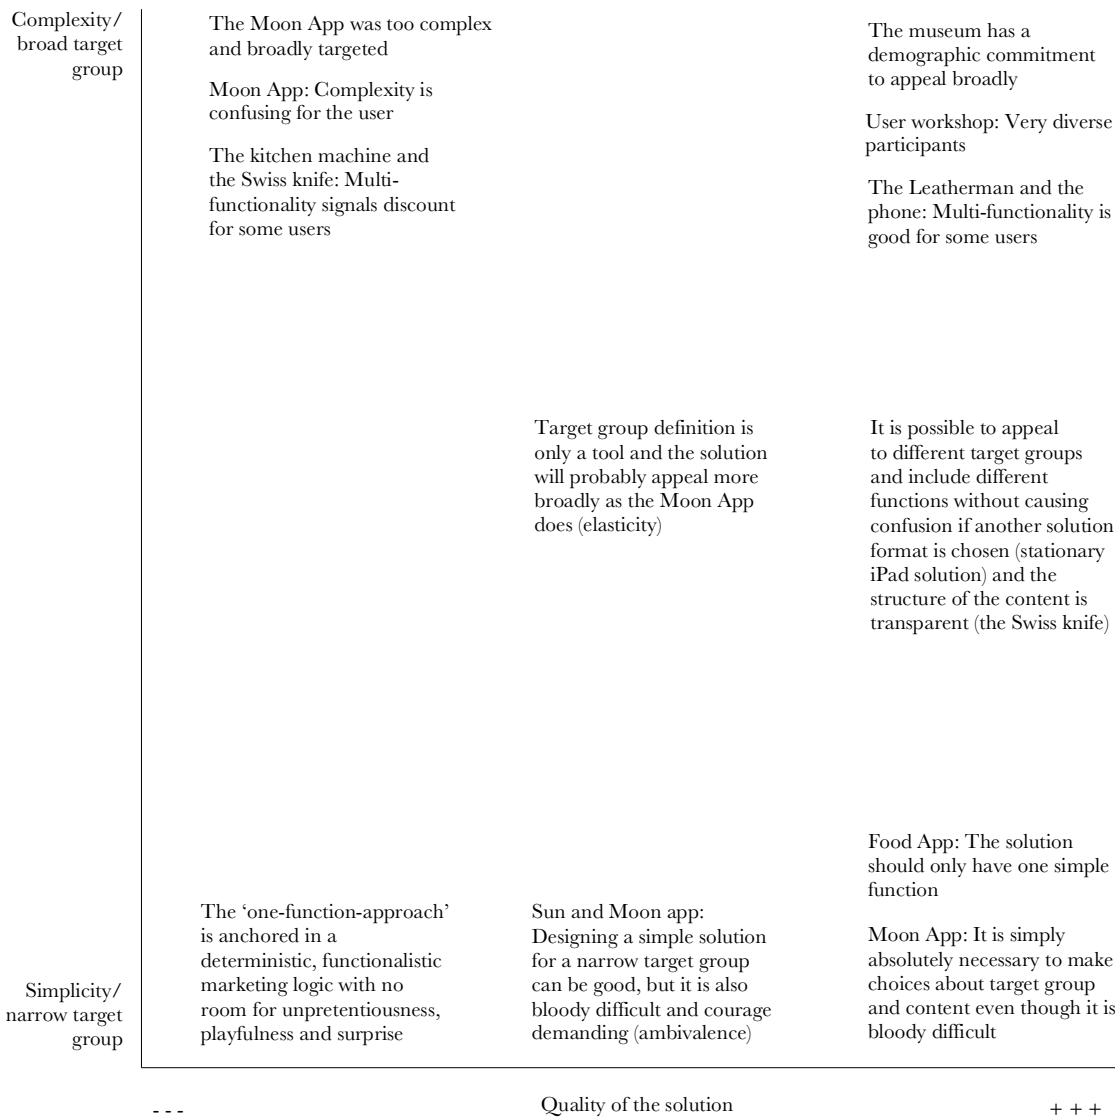 Complexity/
broad target
group
The Moon App was too complex
and broadly targeted
Moon App: Complexity is
confusing for the user
The kitchen machine and
the Swiss knife: Multi-
functionality signals discount
for some users
The museum has a
demographic commitment
to appeal broadly
User workshop: Very diverse
participants
The Leatherman and the
phone: Multi-functionality is
good for some users
Target group definition is
only a tool and the solution
will probably appeal more
broadly as the Moon App
does (elasticity)
It is possible to appeal
to different target groups
and include different
functions without causing
confusion if another solution
format is chosen (stationary
iPad solution) and the
structure of the content is
transparent (the Swiss knife)
Simplicity/
narrow target
group
The ‘one-function-approach’
is anchored in a
deterministic, functionalistic
marketing logic with no
room for unpretentiousness,
playfulness and surprise
Sun and Moon app:
Designing a simple solution
for a narrow target group
can be good, but it is also
bloody difficult and courage
demanding (ambivalence)
Food App: The solution
should only have one simple
function
Moon App: It is simply
absolutely necessary to make
choices about target group
and content even though it is
bloody difficult
- - -
Quality of the solution
+ + +